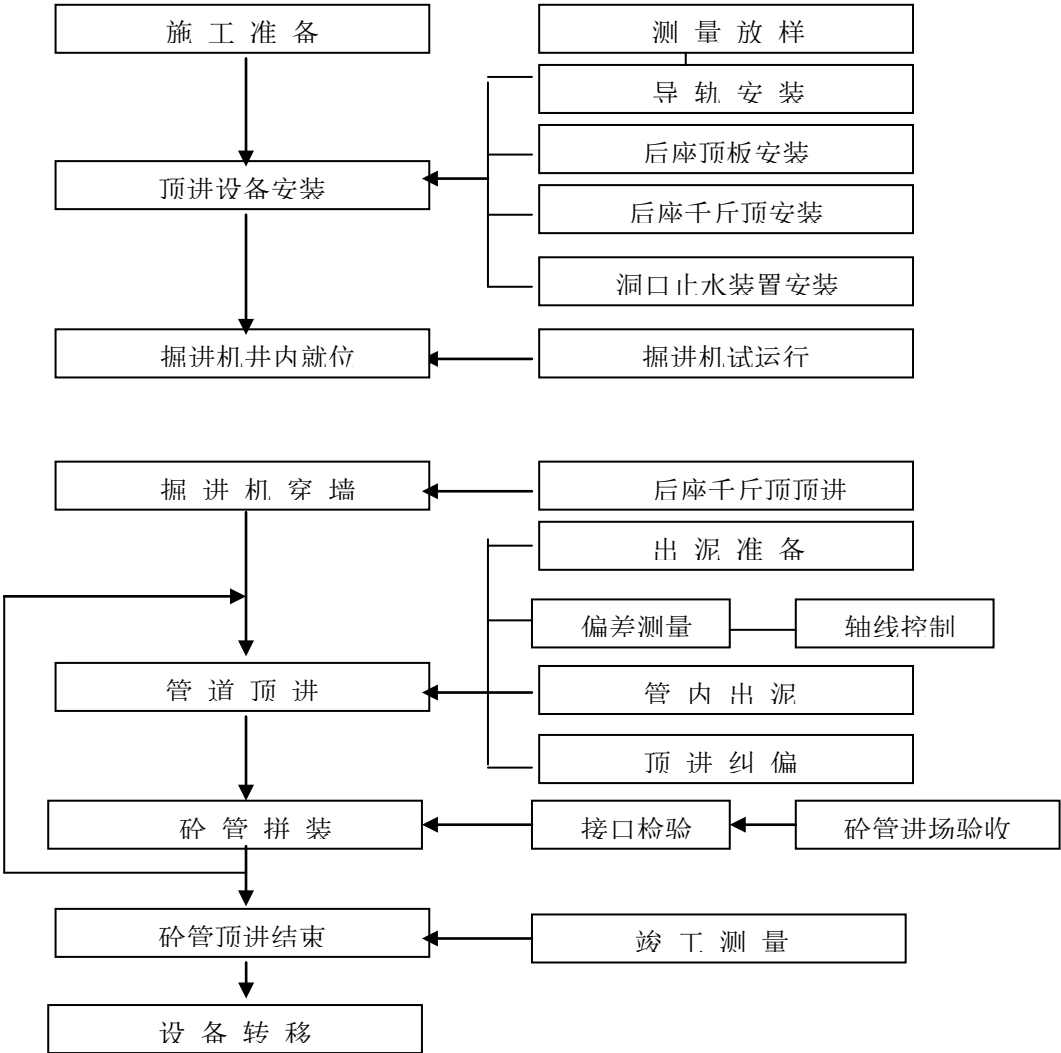 施工准备
测量放样
导轨安装
后座顶板安装
顶进设备安装
后座千斤顶安装
洞口止水装置安装
掘进机井内就位
掘进机试运行
掘进机穿墙
后座千斤顶顶进
出泥准备
偏差测量
轴线控制
管道顶进
管内出泥
顶进纠偏
砼管拼装
接口检验
砼管进场验收
砼管顶进结束
竣工测量
设备转移